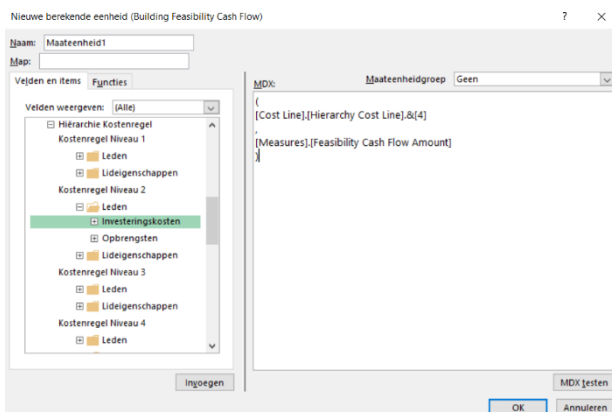 Nieuwe berekende eenheid (Building Feasibility Cash Flow)
?
Naam: Maateenheid1
Map:
Velden en items Functies
Velden weergeven: (Alle)
Hiërarchie Kostenregel
Kostenregel Niveau 1
Leden
Lideigenschappen
Kostenregel Niveau 2
Leden
Investeringskosten
Opbrengsten
Lideigenschappen
Kostenregel Niveau 3
Leden
Lideigenschappen
Kostenregel Niveau 4
Leden
Invoegen
MDX:
Maateenheidgroep Geen
(
[Cost Line].[Hierarchy Cost Line].&[4]
,
[Measures].[Feasibility Cash Flow Amount]
)
MDX testen
OK Annuleren